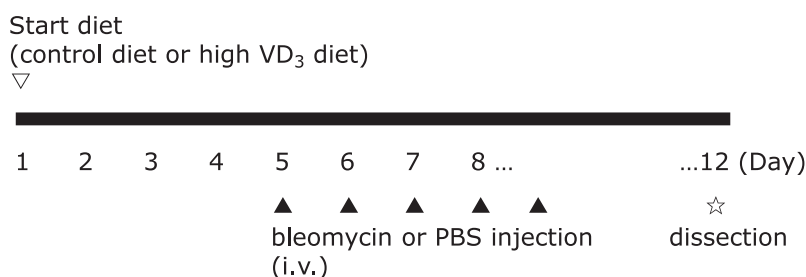 Start diet
(control diet or high VD₃ diet)
1 2 3 4 5 6 7 8 ... ...12 (Day)
bleomycin or PBS injection dissection
(i.v.)